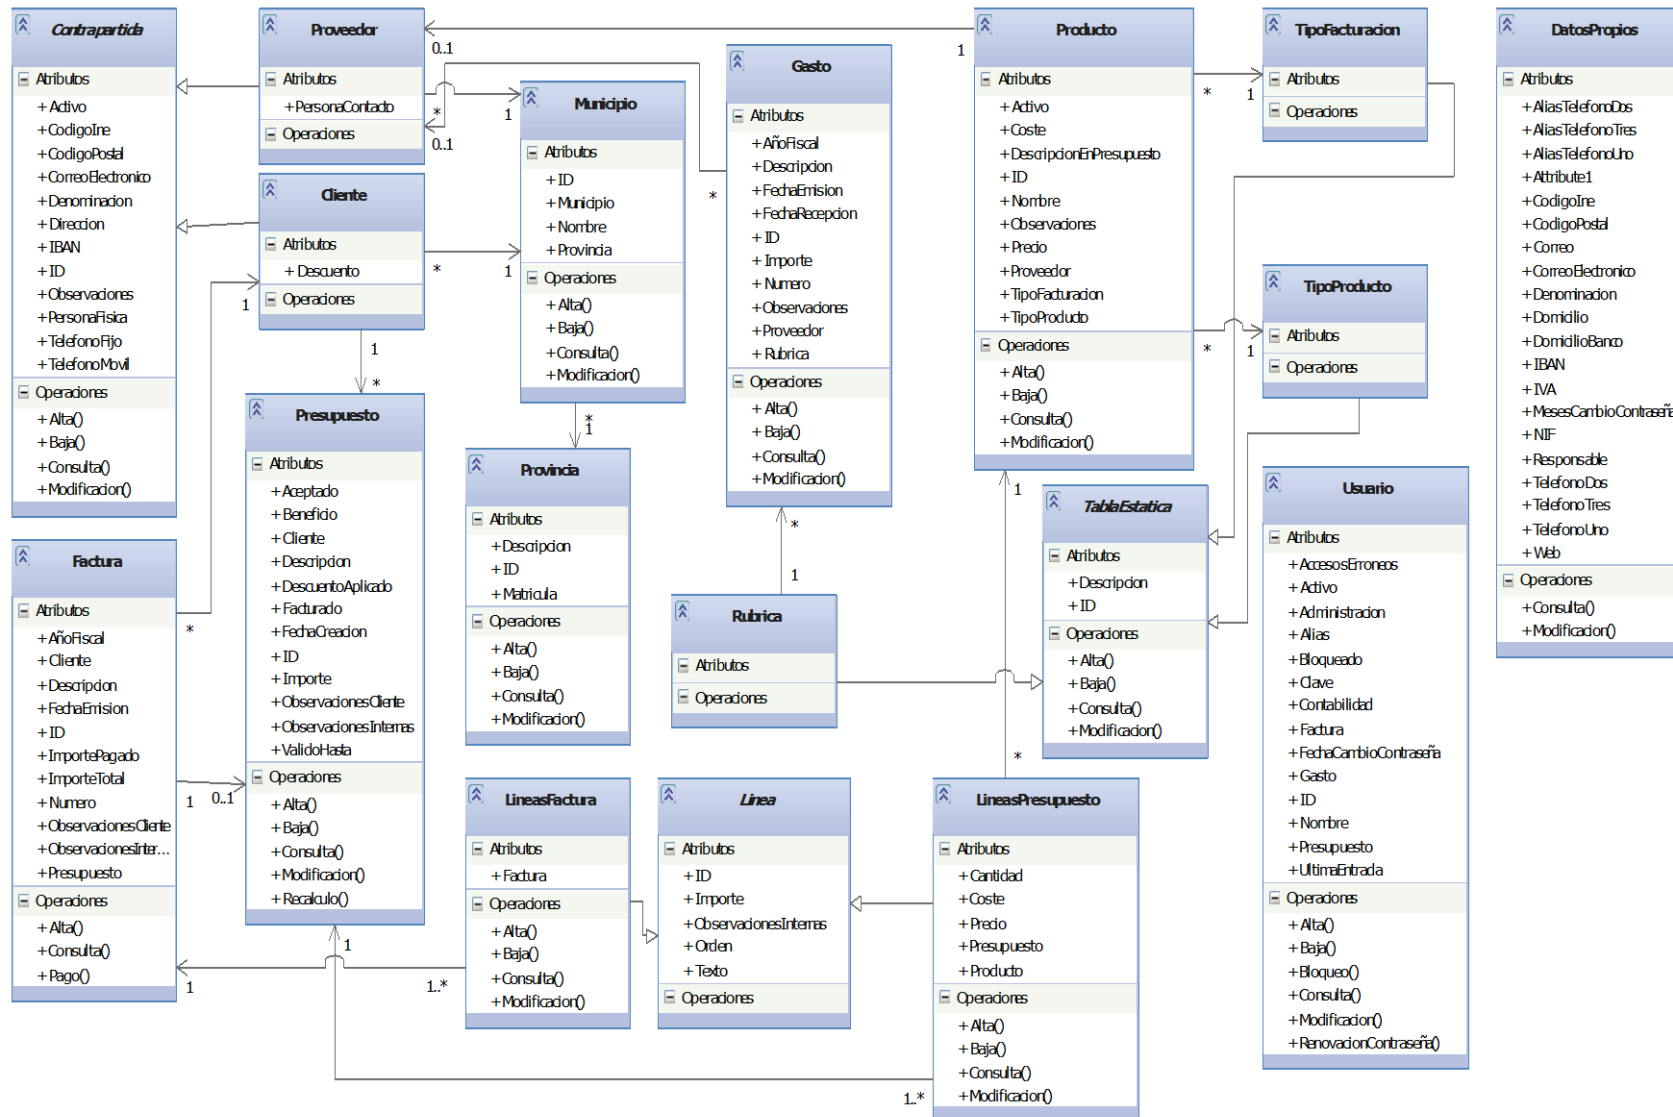 Contrapartida
Atributos
+ Activo
+ CodigoIne
+ CodigoPostal
+ CorreoElectronico
+ Denominacion
+ Direccion
+ IBAN
+ ID
+ Observaciones
+ PersonaFisica
+ TelefonoFijo
+ TelefonoMovil
Operaciones
+ Alta()
+ Baja()
+ Consulta()
+ Modificacion()
Proveedor
Atributos
+ PersonaContacto
Operaciones
0..1
*
0..1
1
Cliente
Atributos
+ Descuento
Operaciones
*
1
1
1
*
Municipio
Atributos
+ ID
+ Municipio
+ Nombre
+ Provincia
Operaciones
+ Alta()
+ Baja()
+ Consulta()
+ Modificacion()
*
1
Gasto
Atributos
+ AñoFiscal
+ Descripcion
+ FechaEmision
+ FechaRecepcion
+ ID
+ Importe
+ Numero
+ Observaciones
+ Proveedor
+ Rubrica
Operaciones
+ Alta()
+ Baja()
+ Consulta()
+ Modificacion()
*
*
1
Producto
Atributos
+ Activo
+ Coste
+ DescripcionEnPresupuesto
+ ID
+ Nombre
+ Observaciones
+ Precio
+ Proveedor
+ TipoFacturacion
+ TipoProducto
Operaciones
+ Alta()
+ Baja()
+ Consulta()
+ Modificacion()
1
*
1
*
1
1
*
TipoFacturacion
Atributos
Operaciones
TipoProducto
Atributos
Operaciones
DatosPropios
Atributos
+ AliasTelefonoDos
+ AliasTelefonoTres
+ AliasTelefonoUno
+ Attribute1
+ CodigoIne
+ CodigoPostal
+ Correo
+ CorreoElectronico
+ Denominacion
+ Domicilio
+ DomicilioBanco
+ IBAN
+ IVA
+ MesesCambioContraseña
+ NIF
+ Responsable
+ TelefonoDos
+ TelefonoTres
+ TelefonoUno
+ Web
Operaciones
+ Consulta()
+ Modificacion()
Presupuesto
Atributos
+ Aceptado
+ Beneficio
+ Cliente
+ Descripcion
+ DescuentoAplicado
+ Facturado
+ FechaCreacion
+ ID
+ Importe
+ ObservacionesCliente
+ ObservacionesInternas
+ ValidoHasta
Operaciones
+ Alta()
+ Baja()
+ Consulta()
+ Modificacion()
+ Recalculo()
1
Provincia
Atributos
+ Descripcion
+ ID
+ Matricula
Operaciones
+ Alta()
+ Baja()
+ Consulta()
+ Modificacion()
Factura
Atributos
+ AñoFiscal
+ Cliente
+ Descripcion
+ FechaEmision
+ ID
+ ImportePagado
+ ImporteTotal
+ Numero
+ ObservacionesCliente
+ ObservacionesInter...
+ Presupuesto
Operaciones
+ Alta()
+ Consulta()
+ Pago()
*
1
0..1
1
Rubrica
Atributos
Operaciones
TablaEstatica
Atributos
+ Descripcion
+ ID
Operaciones
+ Alta()
+ Baja()
+ Consulta()
+ Modificacion()
Usuario
Atributos
+ AccesosErroneos
+ Activo
+ Administracion
+ Alias
+ Bloqueado
+ Clave
+ Contabilidad
+ Factura
+ FechaCambioContraseña
+ Gasto
+ ID
+ Nombre
+ Presupuesto
+ UltimaEntrada
Operaciones
+ Alta()
+ Baja()
+ Bloqueo()
+ Consulta()
+ Modificacion()
+ RenovacionContraseña()
LineasFactura
Atributos
+ Factura
Operaciones
+ Alta()
+ Baja()
+ Consulta()
+ Modificacion()
1..*
Linea
Atributos
+ ID
+ Importe
+ ObservacionesInternas
+ Orden
+ Texto
Operaciones
LineasPresupuesto
Atributos
+ Cantidad
+ Coste
+ Precio
+ Presupuesto
+ Producto
Operaciones
+ Alta()
+ Baja()
+ Consulta()
+ Modificacion()
1..*